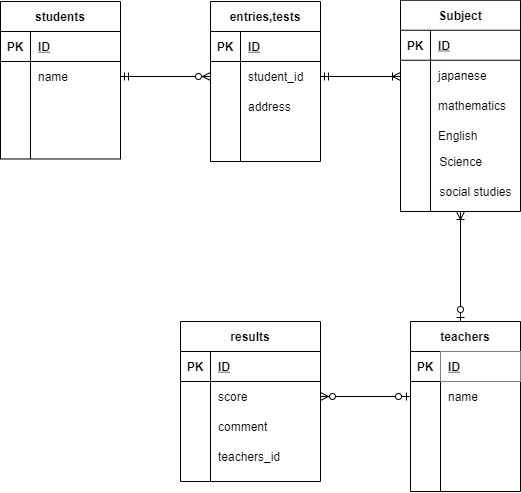 students
PK ID
name
entries,tests
PK ID
student_id
address
Subject
PK ID
japanese
mathematics
English
Science
social studies
results
PK ID
score
comment
teachers_id
teachers
PK ID
name